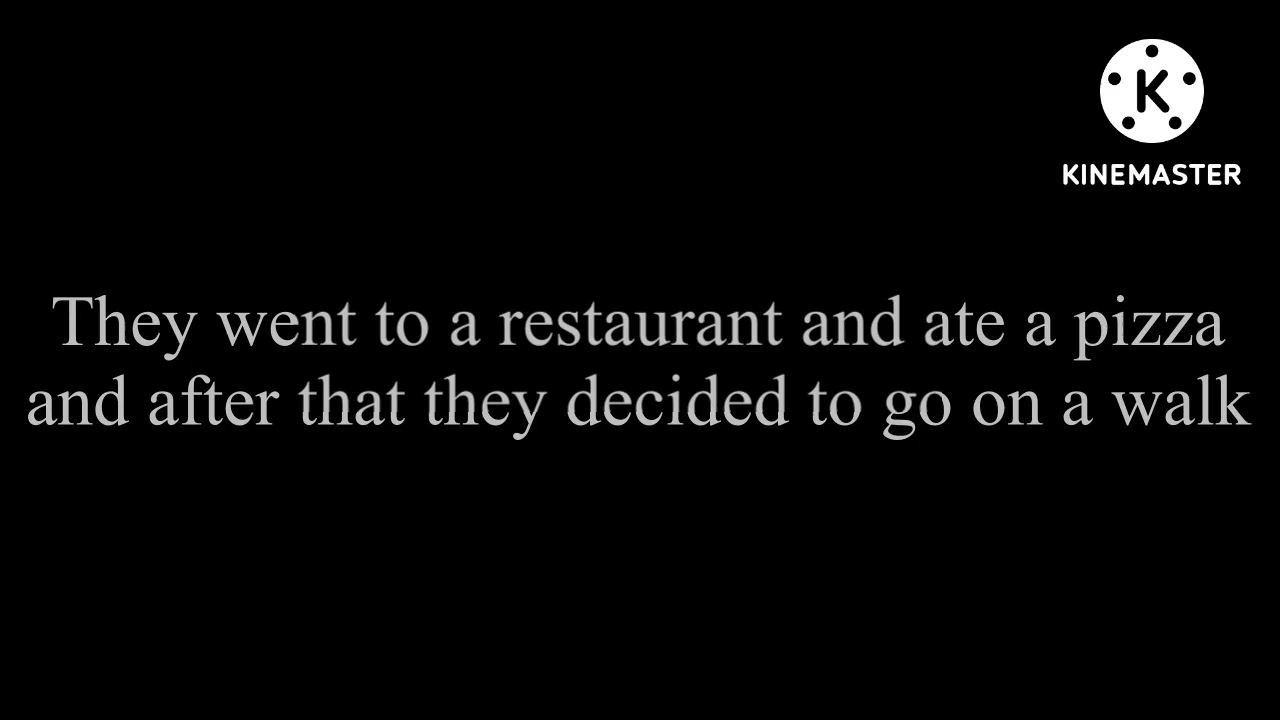 K
KINEMASTER
They went to a restaurant and ate a pizza
and after that they decided to go on a walk